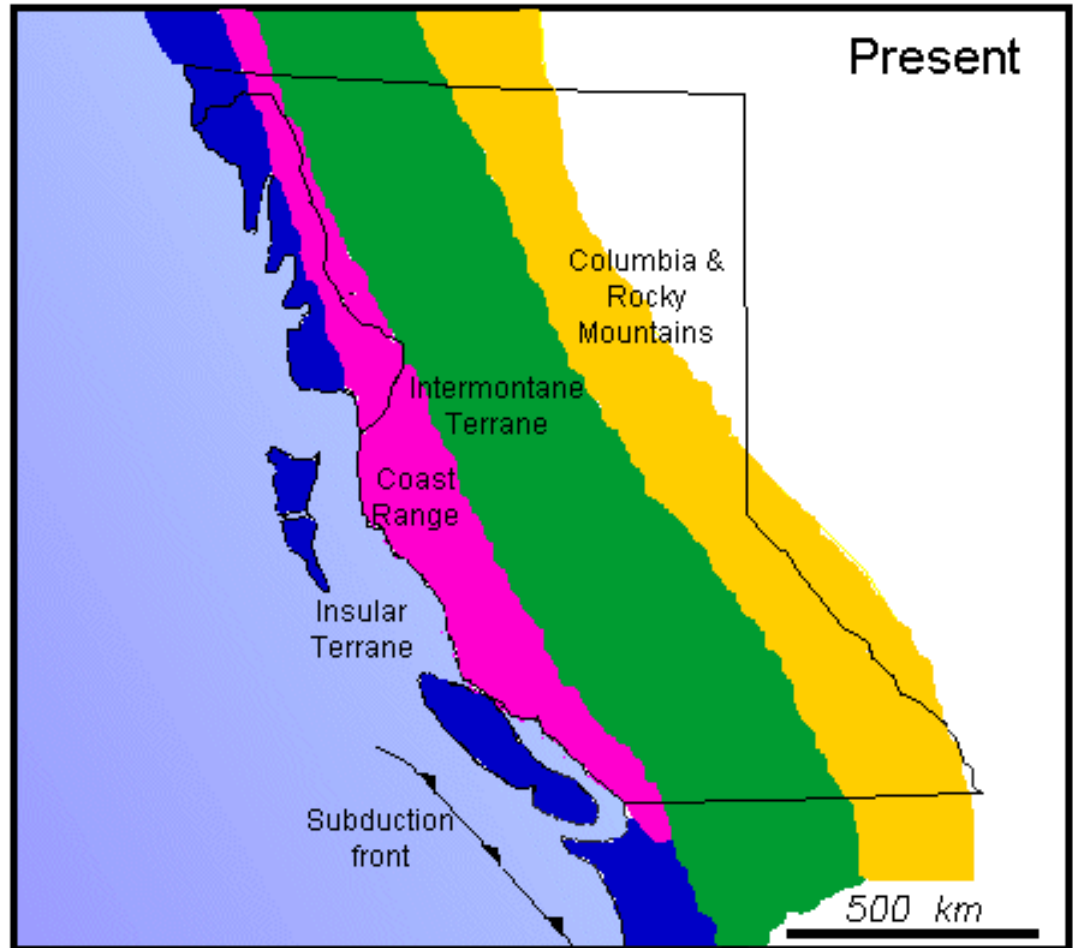 Present
Columbia &
Rocky
Mountains
Intermontane
Terrane
Coast
Range
Insular
Terrane
Subduction
front
500 km